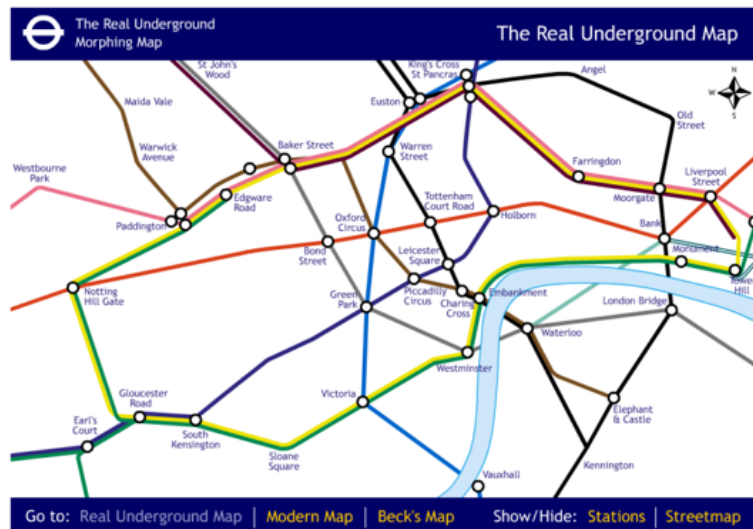 The Real Underground
Morphing Map
The Real Underground Map
St John's
Wood
King's Cross
St Pancras
Angel
Maida Vale
Euston
N
W
E
S
Old
Street
Warwick
Avenue
Baker Street
Warren
Street
Westbourne
Park
Farringdon
Liverpool
Street
Edgware
Road
Moorgate
Paddington
Tottenham
Court Road
Holborn
Oxford
Circus
Bank
Bond
Street
Leicester
Square
Monument
Notting
Hill Gate
Piccadilly
Circus
Charing
Cross
Embankment
Tower
Hill
Green
Park
London Bridge
Waterloo
Westminster
Gloucester
Road
Victoria
Earl's
Court
South
Kensington
Elephant
& Castle
Sloane
Square
Kennington
Vauxhall
Go to: Real Underground Map | Modern Map | Beck's Map Show/Hide: Stations | Streetmap